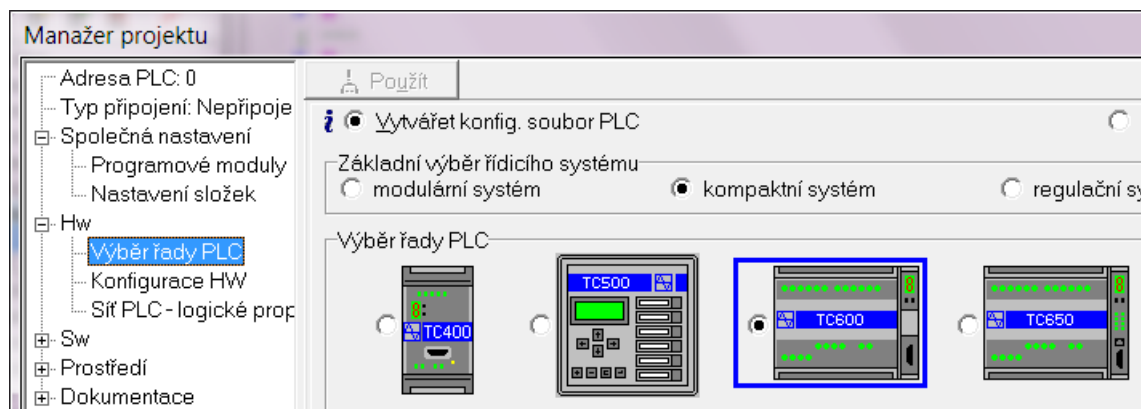 Manažer projektu
Adresa PLC: 0
Typ připojení: Nepřipoje
Společná nastavení
Programové moduly
Nastavení složek
Hw
Výběr řady PLC
Konfigurace HW
Síť PLC - logické prop
Sw
Prostředí
Dokumentace
Použít
Vytvářet konfig. soubor PLC
Základní výběr řídicího systému
modulární systém
kompaktní systém
regulační sy
Výběr řady PLC
TC400
TC500
TC600
TC650